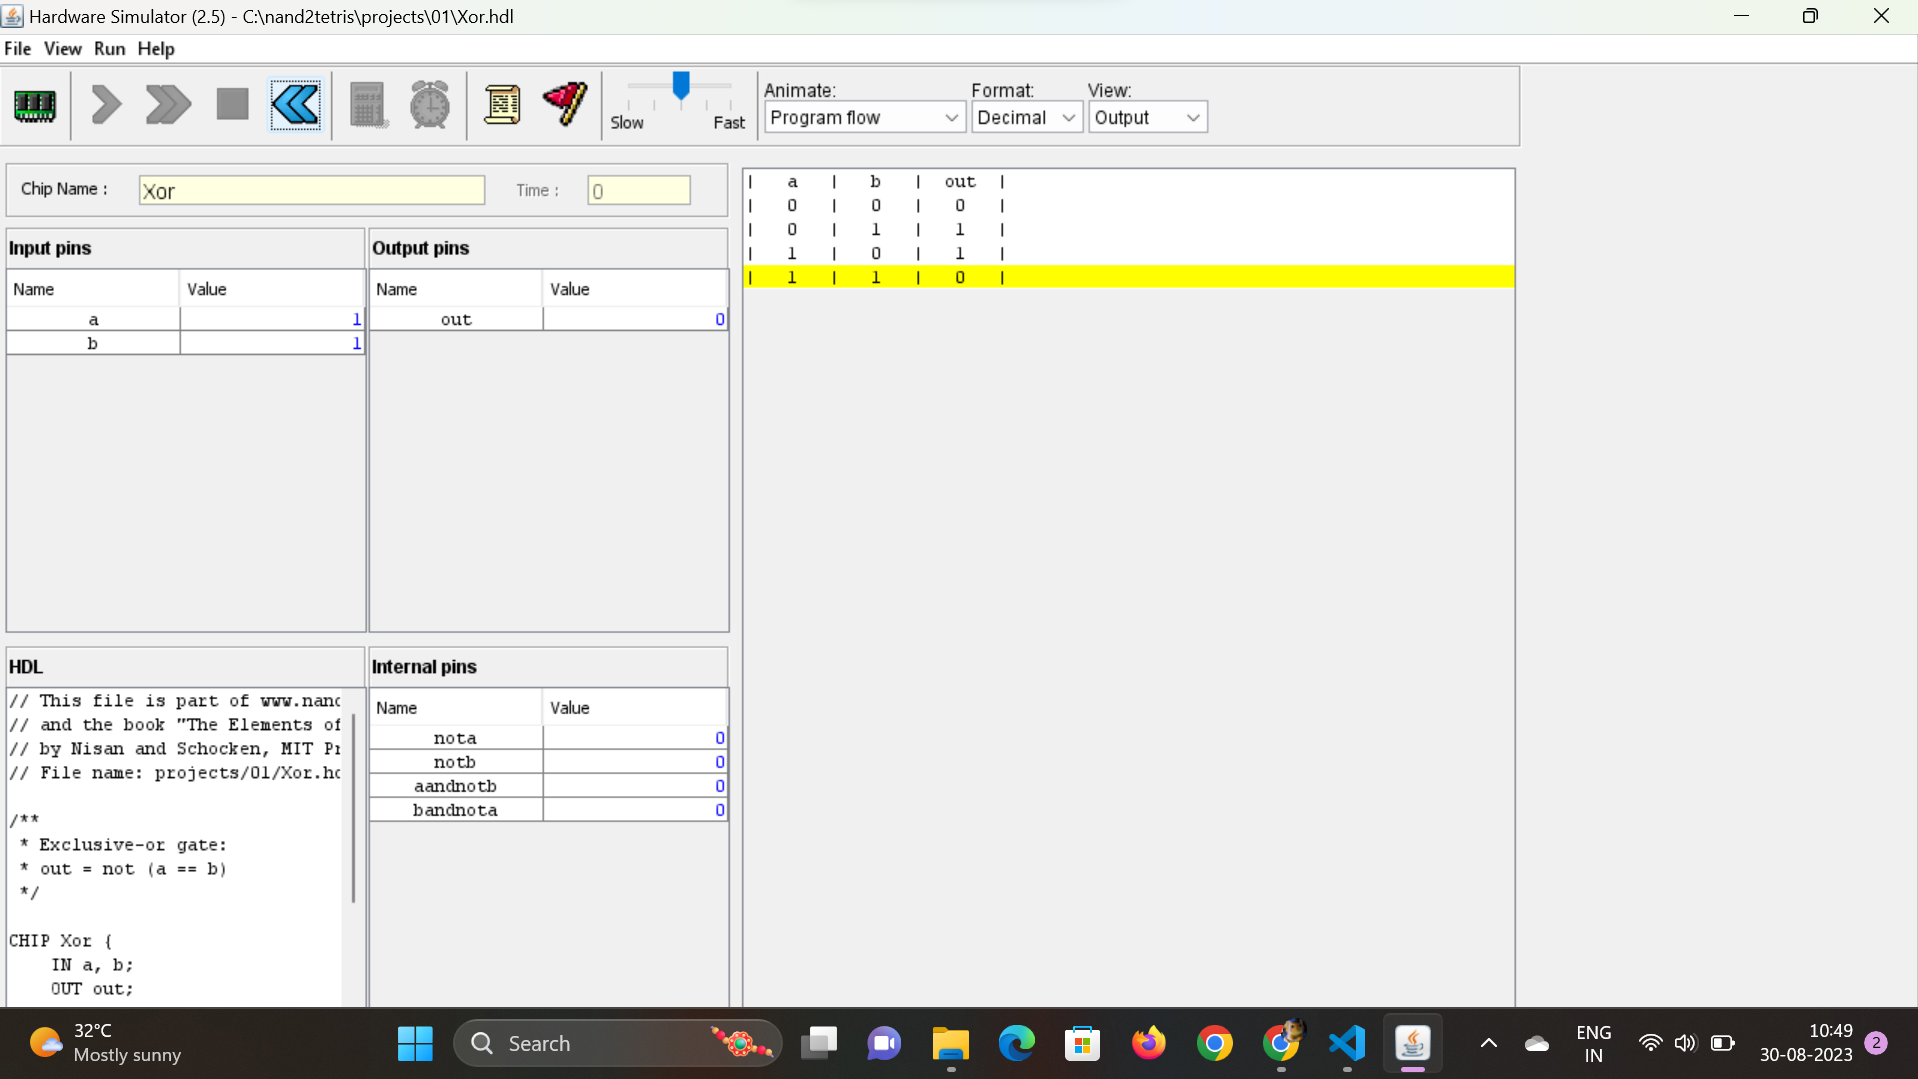 Hardware Simulator (2.5) - C:\nand2tetris\projects\01\Xor.hdl
File View Run Help
Slow Fast
Animate: Format: View:
Program flow Decimal Output
Chip Name : Xor Time : 0
| a | b | out |
| 0 | 0 | 0 |
| 0 | 1 | 1 |
| 1 | 0 | 1 |
| 1 | 1 | 0 |
Input pins
Name Value
a 1
b 1
Output pins
Name Value
out 0
HDL
// This file is part of www.nand
// and the book "The Elements of
// by Nisan and Schocken, MIT Pr
// File name: projects/01/Xor.hd
/**
* Exclusive-or gate:
* out = not (a == b)
*/
CHIP Xor {
IN a, b;
OUT out;
Internal pins
Name Value
nota 0
notb 0
aandnotb 0
bandnota 0
32°C
Mostly sunny
Search
ENG
IN
10:49
30-08-2023
2